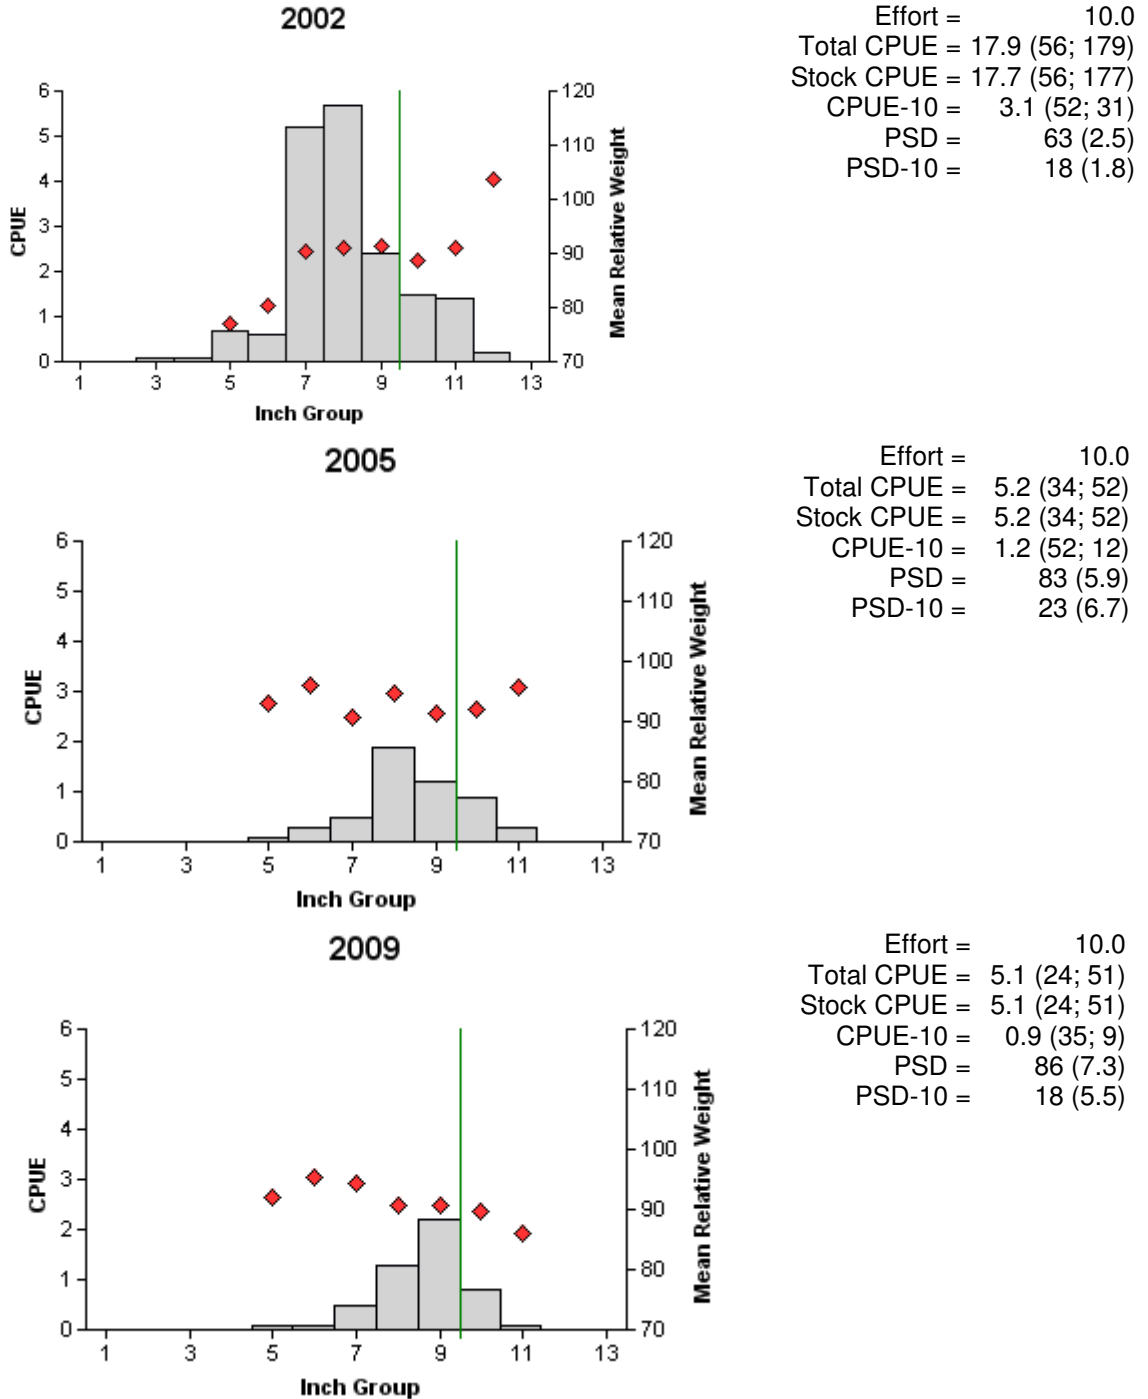 2002
Effort = 10.0
Total CPUE = 17.9 (56; 179)
Stock CPUE = 17.7 (56; 177)
CPUE-10 = 3.1 (52; 31)
PSD = 63 (2.5)
PSD-10 = 18 (1.8)
6
5
4
3
2
1
0
CPUE
120
110
100
90
80
70
Mean Relative Weight
1 3 5 7 9 11 13
Inch Group
2005
Effort = 10.0
Total CPUE = 5.2 (34; 52)
Stock CPUE = 5.2 (34; 52)
CPUE-10 = 1.2 (52; 12)
PSD = 83 (5.9)
PSD-10 = 23 (6.7)
6
5
4
3
2
1
0
CPUE
120
110
100
90
80
70
Mean Relative Weight
1 3 5 7 9 11 13
Inch Group
2009
Effort = 10.0
Total CPUE = 5.1 (24; 51)
Stock CPUE = 5.1 (24; 51)
CPUE-10 = 0.9 (35; 9)
PSD = 86 (7.3)
PSD-10 = 18 (5.5)
6
5
4
3
2
1
0
CPUE
120
110
100
90
80
70
Mean Relative Weight
1 3 5 7 9 11 13
Inch Group